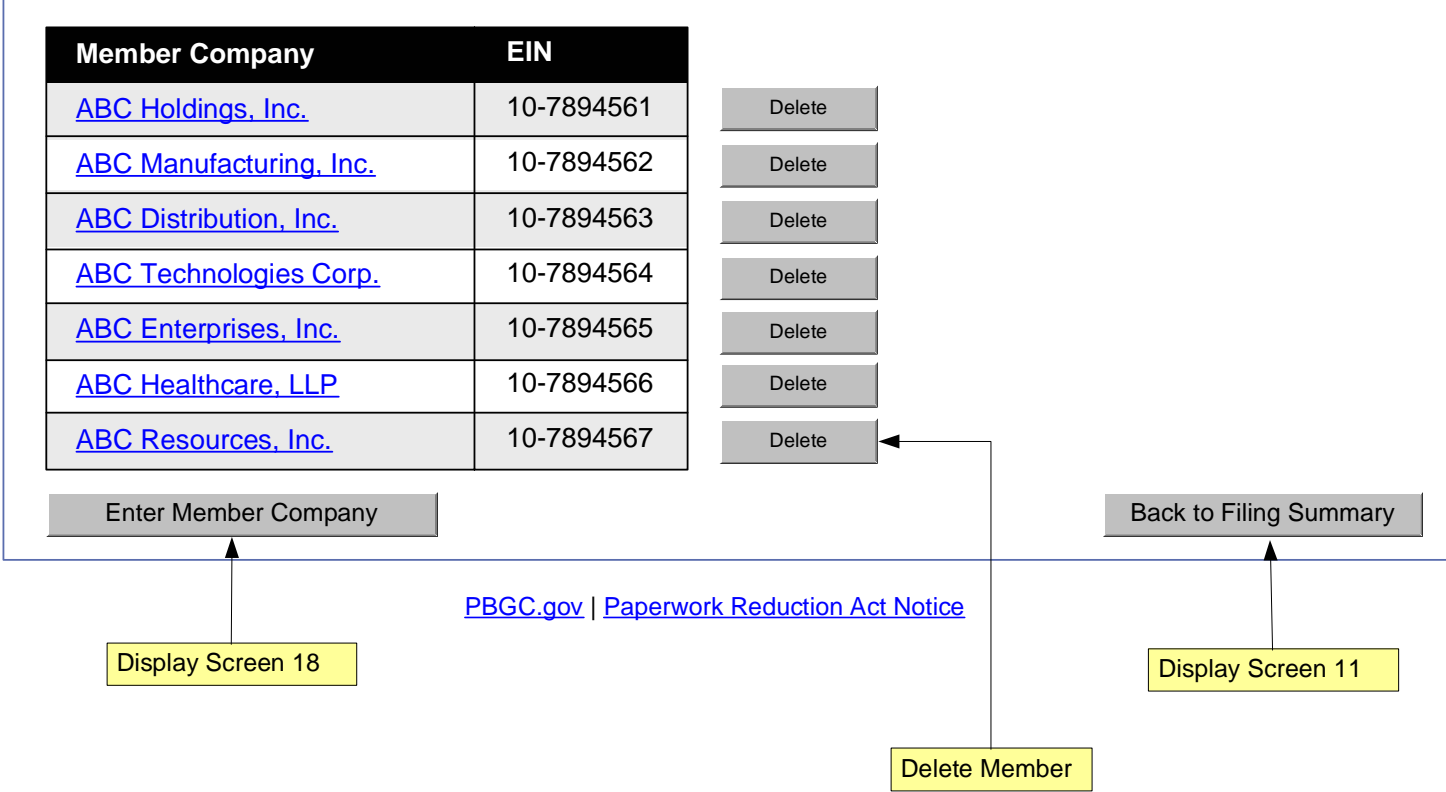 Member Company EIN
ABC Holdings, Inc. 10-7894561 Delete
ABC Manufacturing, Inc. 10-7894562 Delete
ABC Distribution, Inc. 10-7894563 Delete
ABC Technologies Corp. 10-7894564 Delete
ABC Enterprises, Inc. 10-7894565 Delete
ABC Healthcare, LLP 10-7894566 Delete
ABC Resources, Inc. 10-7894567 Delete
Enter Member Company Back to Filing Summary
PBGC.gov | Paperwork Reduction Act Notice
Display Screen 18 Display Screen 11
Delete Member